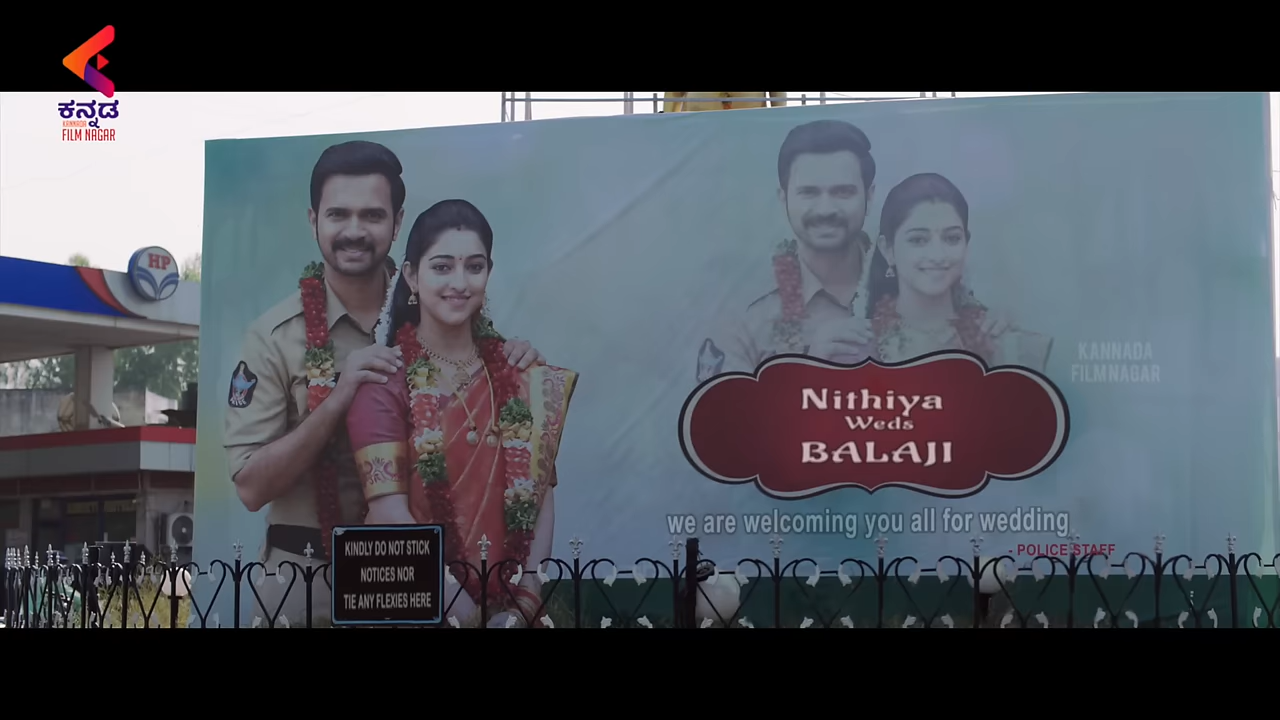 ಕನ್ನಡ
KANNADA
FILM NAGAR
HP
KANNADA
FILMNAGAR
Nithiya
Weds
BALAJI
we are welcoming you all for wedding
- POLICE STAFF
KINDLY DO NOT STICK
NOTICES NOR
TIE ANY FLEXIES HERE